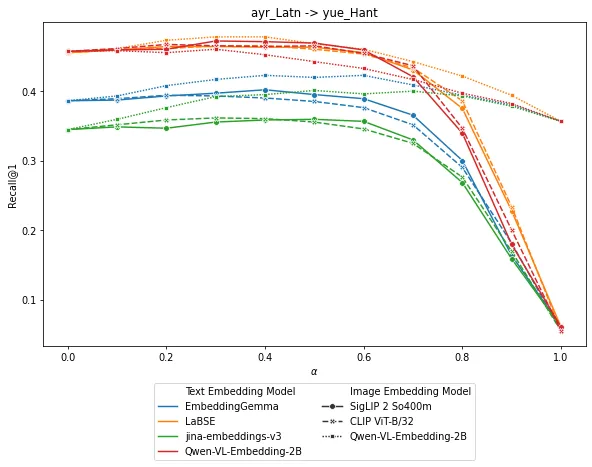 ayr_Latn -> yue_Hant
Recall@1
0.4
0.3
0.2
0.1
0.0
0.2
0.4
0.6
0.8
1.0
α
Text Embedding Model
EmbeddingGemma
LaBSE
jina-embeddings-v3
Qwen-VL-Embedding-2B
Image Embedding Model
SigLIP 2 So400m
CLIP ViT-B/32
Qwen-VL-Embedding-2B